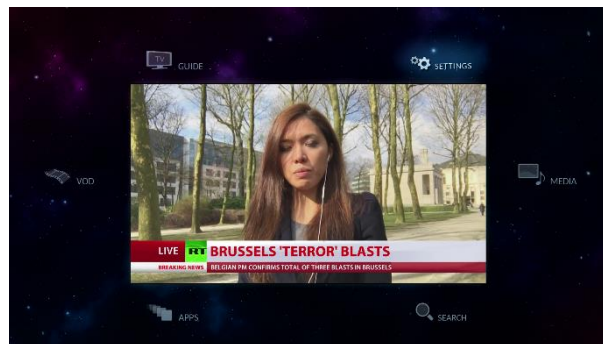 TV GUIDE
SETTINGS
VOD
MEDIA
LIVE RT BRUSSELS 'TERROR' BLASTS
BREAKING NEWS BELGIAN PM CONFIRMS TOTAL OF THREE BLASTS IN BRUSSELS
APPS
SEARCH